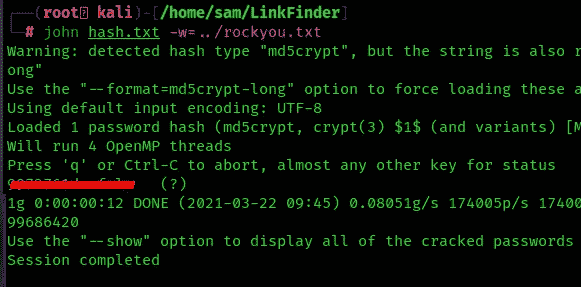 (root kali)-[/home/sam/LinkFinder]
# john hash.txt -w=../rockyou.txt
Warning: detected hash type "md5crypt", but the string is also r
ong"
Use the "--format=md5crypt-long" option to force loading these a
Using default input encoding: UTF-8
Loaded 1 password hash (md5crypt, crypt(3) $1$ (and variants) [M
Will run 4 OpenMP threads
Press 'q' or Ctrl-C to abort, almost any other key for status
(?)
1g 0:00:00:12 DONE (2021-03-22 09:45) 0.08051g/s 174005p/s 17400
99686420
Use the "--show" option to display all of the cracked passwords
Session completed